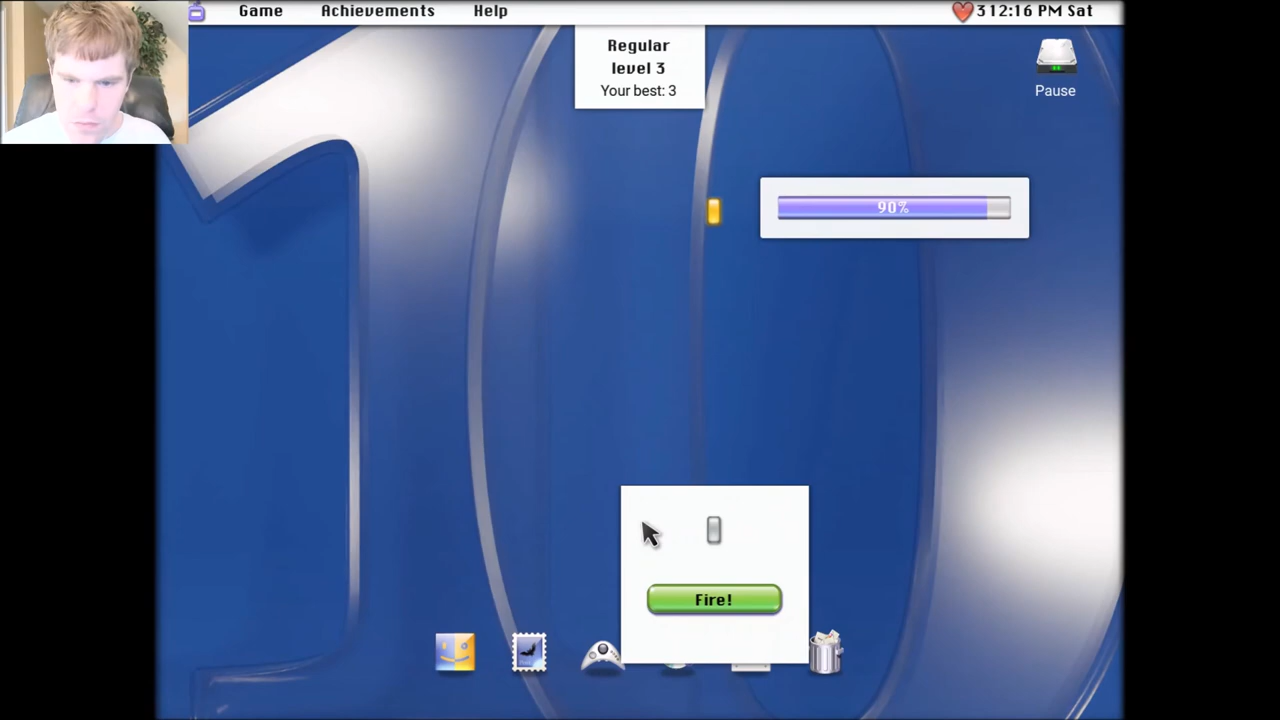 Game Achievements Help
3 12:16 PM Sat
Regular
level 3
Your best: 3
Pause
90%
Fire!